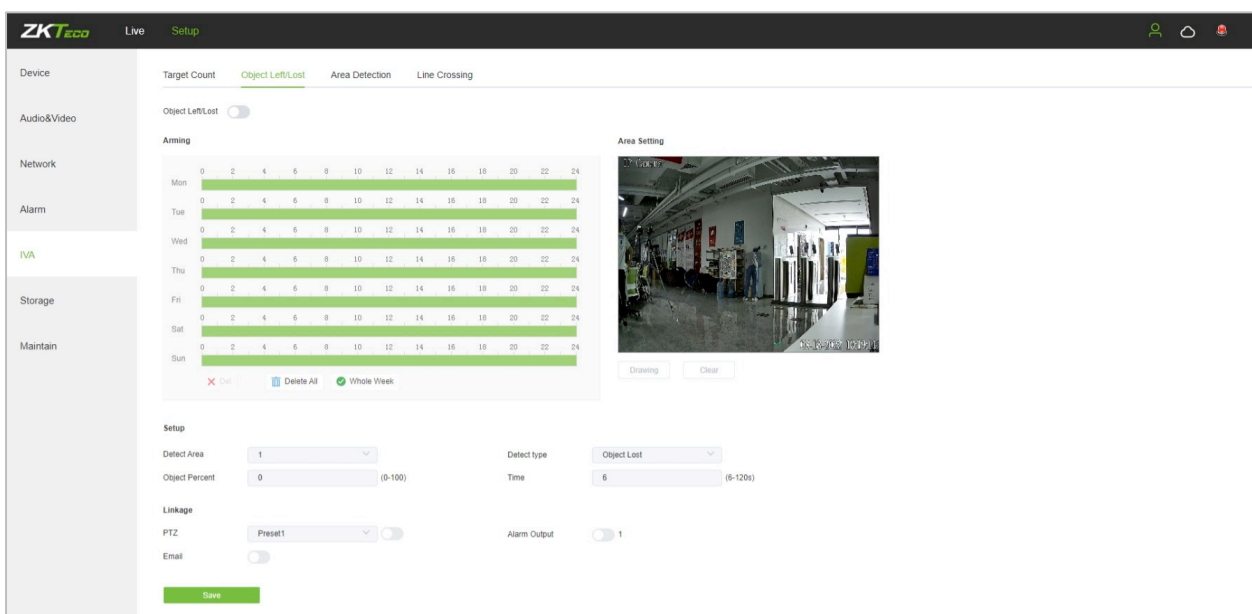 ZKTeco Live Setup
Device
Audio&Video
Network
Alarm
IVA
Storage
Maintain
Target Count Object Left/Lost Area Detection Line Crossing
Object Left/Lost
Arming
0 2 4 6 8 10 12 14 16 18 20 22 24
Mon
0 2 4 6 8 10 12 14 16 18 20 22 24
Tue
0 2 4 6 8 10 12 14 16 18 20 22 24
Wed
0 2 4 6 8 10 12 14 16 18 20 22 24
Thu
0 2 4 6 8 10 12 14 16 18 20 22 24
Fri
0 2 4 6 8 10 12 14 16 18 20 22 24
Sat
0 2 4 6 8 10 12 14 16 18 20 22 24
Sun
Delete All Whole Week
Area Setting
Drawing Clear
Setup
Detect Area 1 Detect type Object Lost
Object Percent 0 (0-100) Time 6 (6-120s)
Linkage
PTZ Preset1 Alarm Output 1
Email
Save